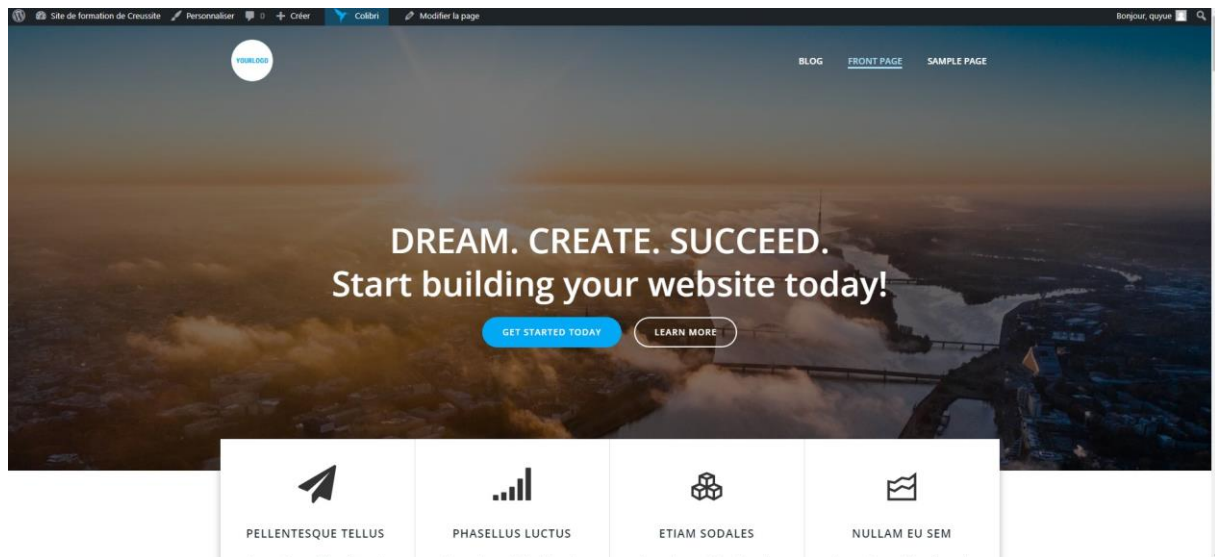 Site de formation de Creussite Personnaliser 0 + Créer Colibri Modifier la page Bonjour, quyue
YOURLOGO BLOG FRONT PAGE SAMPLE PAGE
DREAM. CREATE. SUCCEED.
Start building your website today!
GET STARTED TODAY LEARN MORE
PELLENTESQUE TELLUS PHASELLUS LUCTUS ETIAM SODALES NULLAM EU SEM